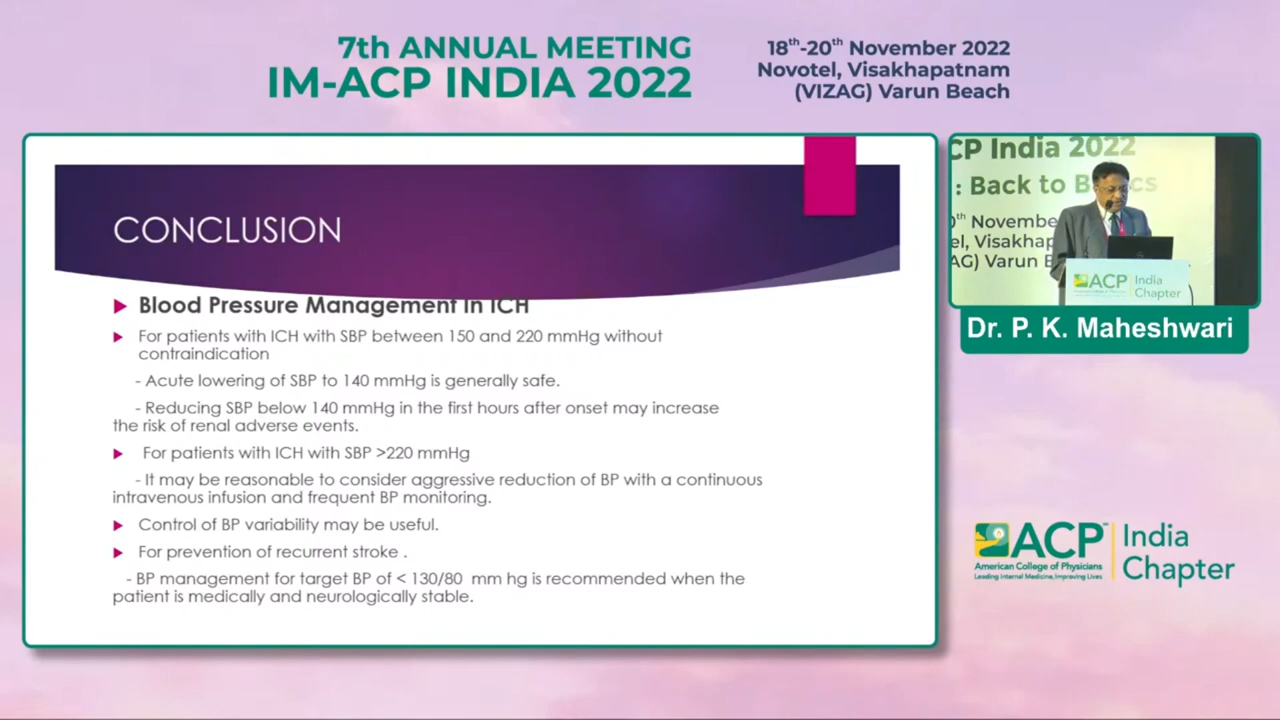 7th ANNUAL MEETING
IM-ACP INDIA 2022
18th-20th November 2022
Novotel, Visakhapatnam
(VIZAG) Varun Beach
CONCLUSION
Blood Pressure Management in ICH
For patients with ICH with SBP between 150 and 220 mmHg without
contraindication
- Acute lowering of SBP to 140 mmHg is generally safe.
- Reducing SBP below 140 mmHg in the first hours after onset may increase
the risk of renal adverse events.
For patients with ICH with SBP >220 mmHg
- It may be reasonable to consider aggressive reduction of BP with a continuous
intravenous infusion and frequent BP monitoring.
Control of BP variability may be useful.
For prevention of recurrent stroke .
- BP management for target BP of < 130/80 mm hg is recommended when the
patient is medically and neurologically stable.
CP India 2022
: Back to B cs
th Novembe
el, Visakhap
AG) Varun B
ACP India
Chapter
Dr. P. K. Maheshwari
ACP
American College of Physicians
Leading Internal Medicine, Improving Lives
India
Chapter